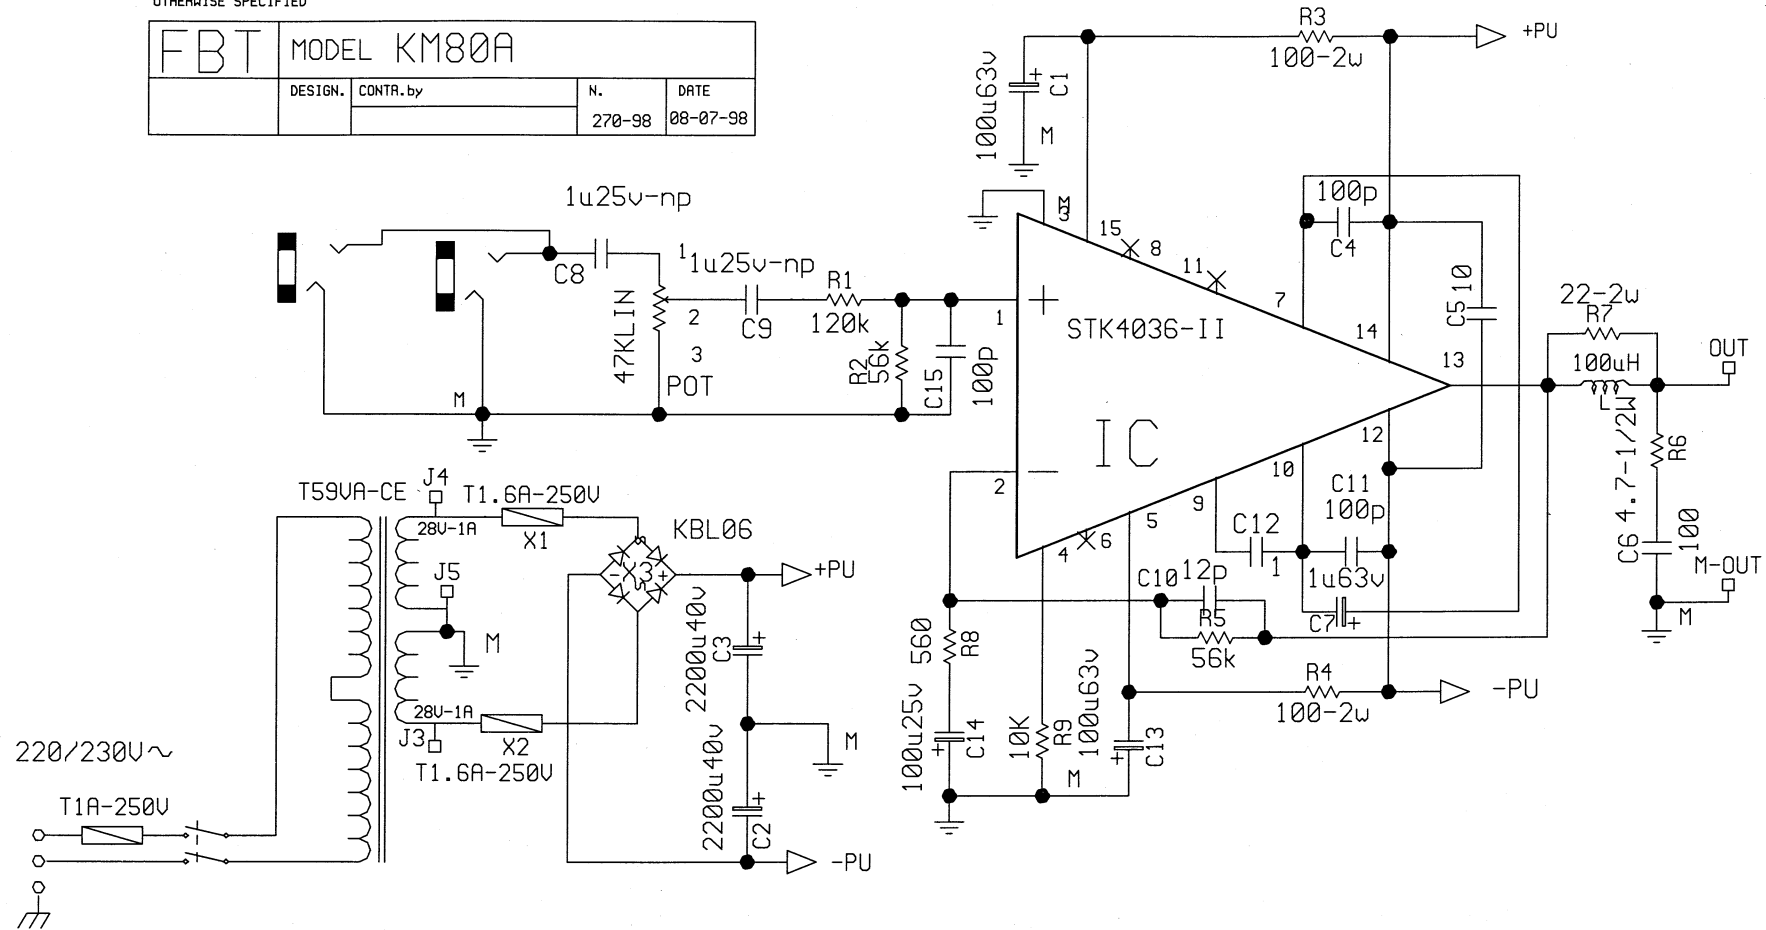 OTHERWISE SPECIFIED
FBT MODEL KM80A
DESIGN. CONTR.by N. DATE
270-98 08-07-98
R3
100-2w
+PU
100u63v
+
C1
M
1u25v-np
C8
1
1u25v-np
C9
47KLIN
2
3
POT
R1
120k
R2
56k
C15
100p
M
M
3
15
8
11
7
14
13
1
+
STK4036-II
IC
2
-
4
6
5
9
10
12
100p
C4
C5
10
22-2w
R7
100uH
L
4.7-1/2W
R6
C6
100
OUT
M-OUT
M
C11
100p
C12
1
1u63v
C7
+
C10
12p
R5
56k
560
R8
100u25v
+
C14
10K
R9
M
100u63v
+
C13
R4
100-2w
-PU
T59VA-CE
J4
T1.6A-250V
28V-1A
X1
J5
M
28V-1A
J3
X2
T1.6A-250V
KBL06
- X3 +
+PU
2200u40v
+
C3
M
2200u40v
+
C2
-PU
220/230V~
T1A-250V